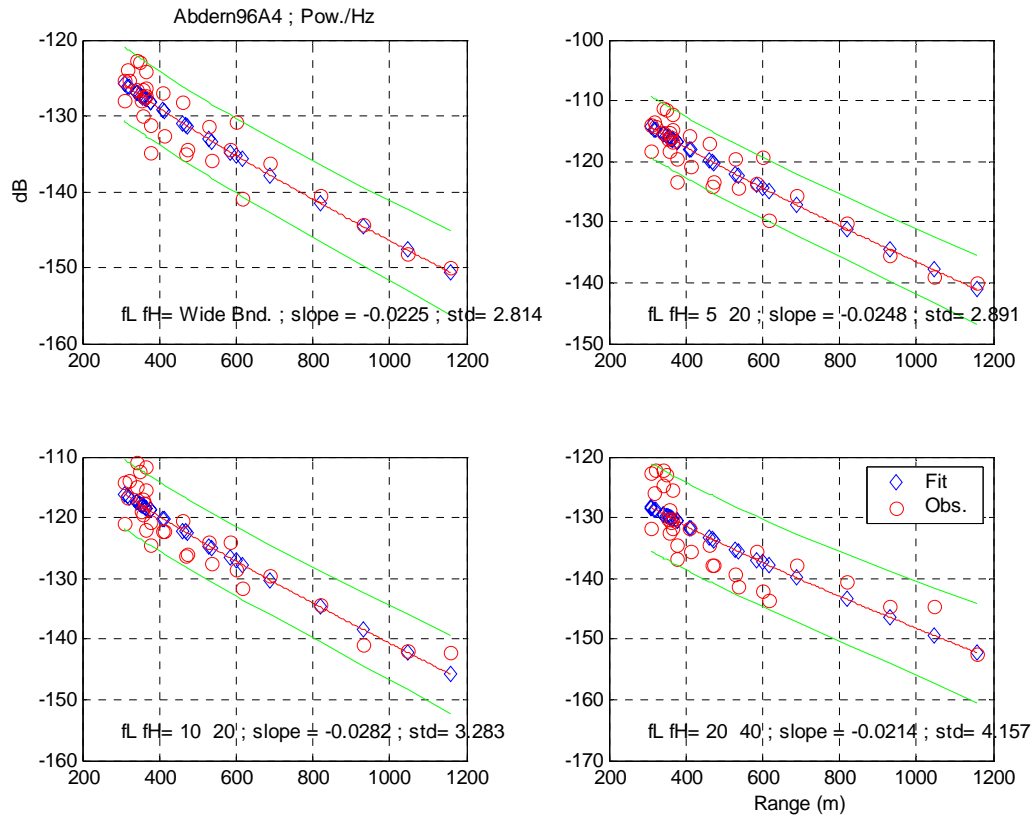 Abdern96A4 ; Pow./Hz
-120
-130
-140
-150
-160
dB
fL fH= Wide Bnd. ; slope = -0.0225 ; std= 2.814
200 400 600 800 1000 1200
-100
-110
-120
-130
-140
-150
fL fH= 5 20 ; slope = -0.0248 ; std= 2.891
200 400 600 800 1000 1200
-110
-120
-130
-140
-150
-160
fL fH= 10 20 ; slope = -0.0282 ; std= 3.283
200 400 600 800 1000 1200
-120
-130
-140
-150
-160
-170
Fit
Obs.
fL fH= 20 40 ; slope = -0.0214 ; std= 4.157
200 400 600 800 1000 1200
Range (m)